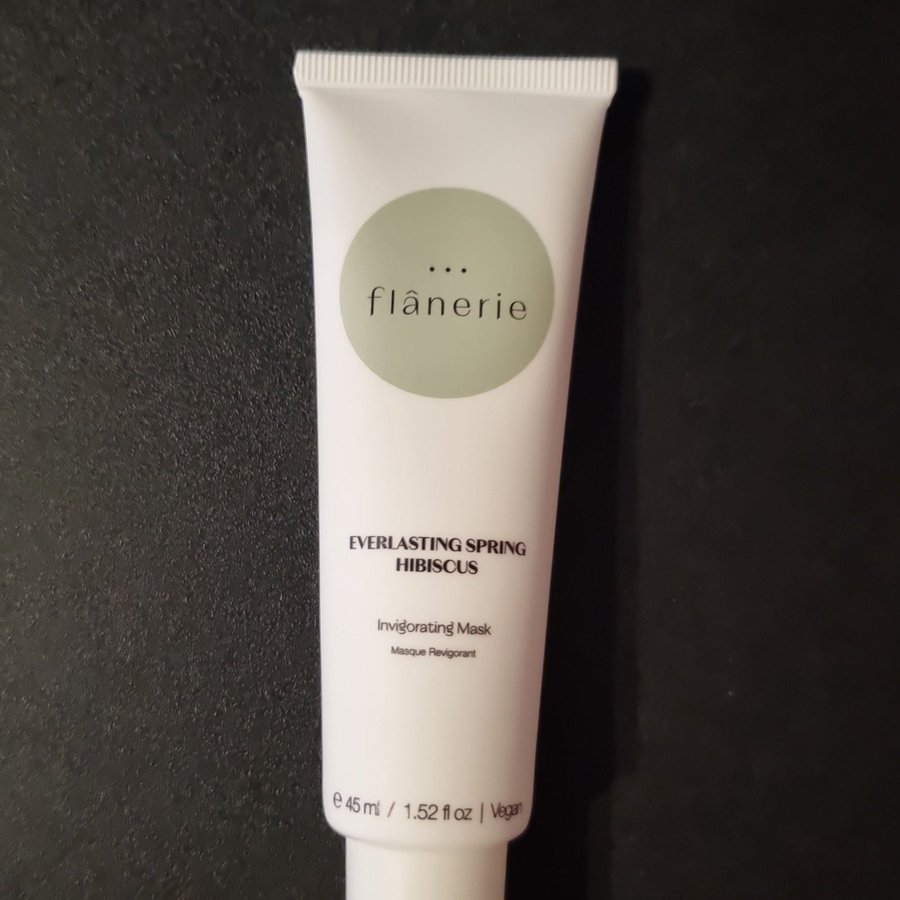 flânerie
EVERLASTING SPRING
HIBISCUS
Invigorating Mask
Masque Revigorant
e 45 ml / 1.52 fl oz | Vegan